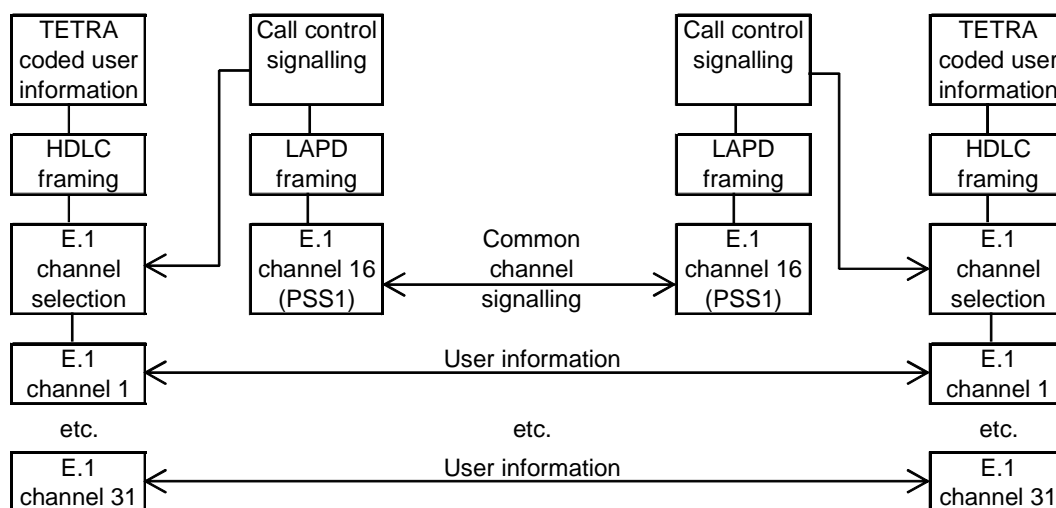 TETRA
coded user
information
Call control
signalling
Call control
signalling
TETRA
coded user
information
HDLC
framing
LAPD
framing
LAPD
framing
HDLC
framing
E.1
channel
selection
E.1
channel 16
(PSS1)
Common
channel
signalling
E.1
channel 16
(PSS1)
E.1
channel
selection
E.1
channel 1
User information
E.1
channel 1
etc.
etc.
etc.
E.1
channel 31
User information
E.1
channel 31